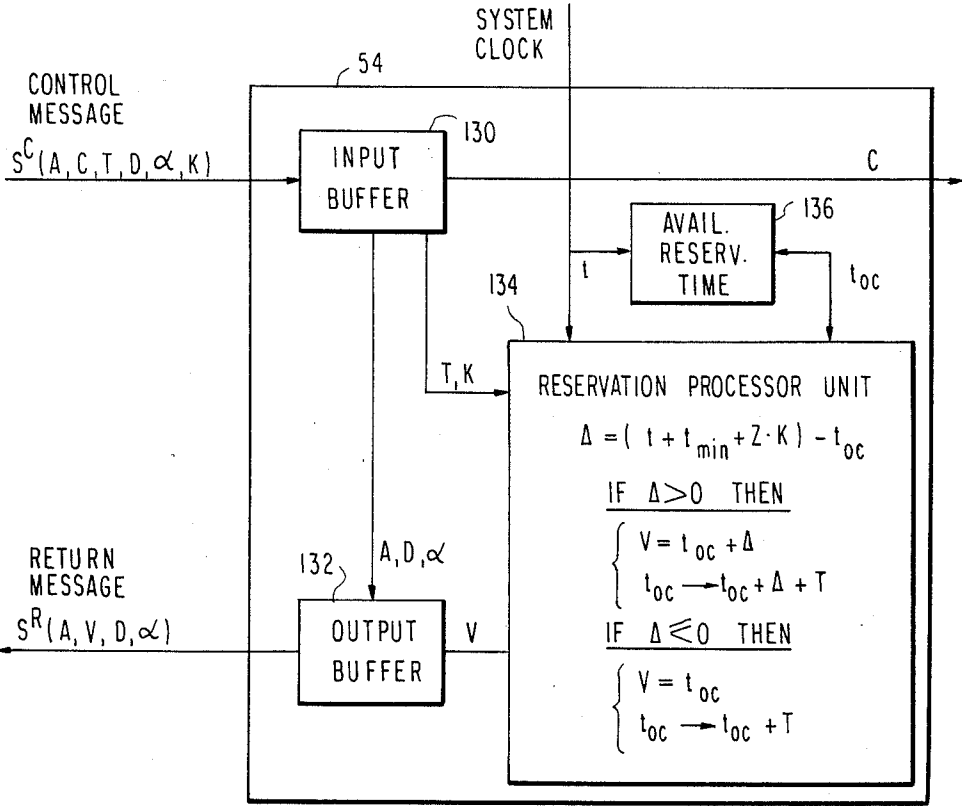 SYSTEM
CLOCK
54
CONTROL
MESSAGE
S^C(A,C,T,D,α,K)
130
INPUT
BUFFER
C
136
AVAIL.
RESERV.
TIME
t
t_oc
134
T,K
RESERVATION PROCESSOR UNIT
Δ=( t+t_min+Z·K)-t_oc
IF Δ>0 THEN
V=t_oc+Δ
t_oc→t_oc+Δ+T
IF Δ≤0 THEN
V=t_oc
t_oc→t_oc+T
A,D,α
132
RETURN
MESSAGE
S^R(A,V,D,α)
OUTPUT
BUFFER
V